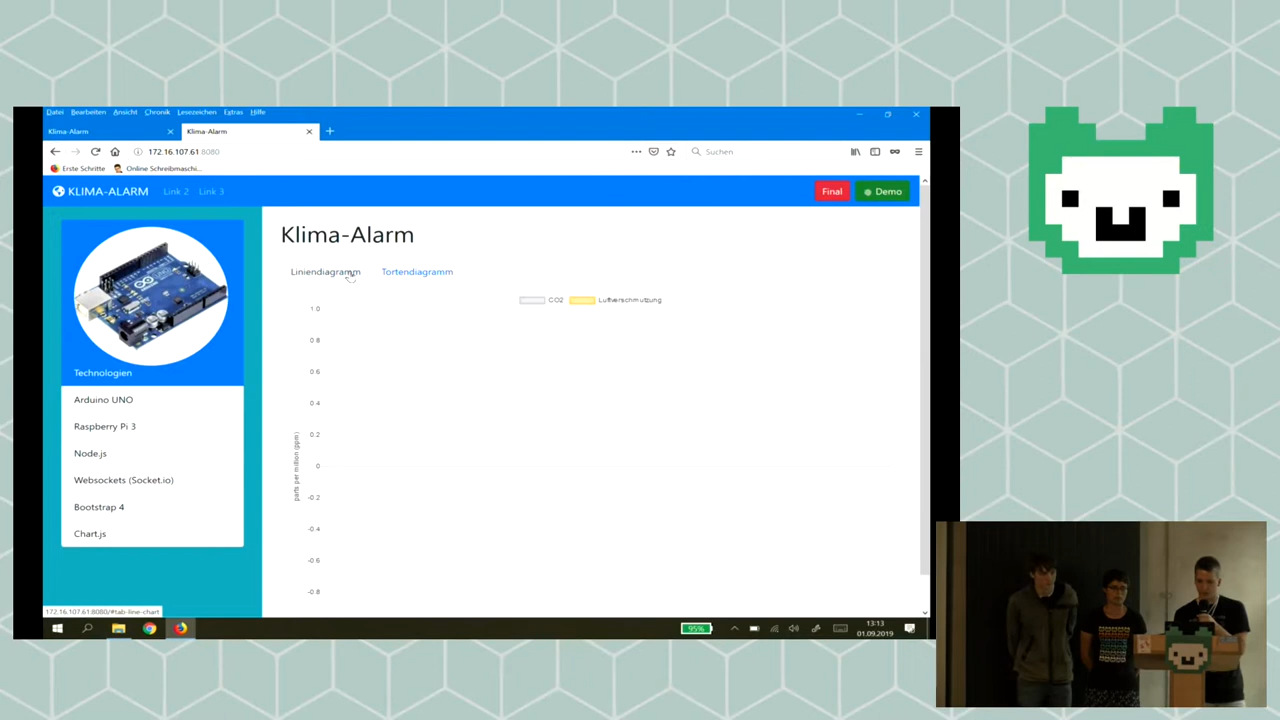 Datei Bearbeiten Ansicht Chronik Lesezeichen Extras Hilfe
Klima-Alarm
Klima-Alarm
172.16.107.61:8080
Suchen
Erste Schritte
Online Schreibmaschi...
KLIMA-ALARM Link 2 Link 3
Final
Demo
Technologien
Arduino UNO
Raspberry Pi 3
Node.js
Websockets (Socket.io)
Bootstrap 4
Chart.js
Klima-Alarm
Liniendiagramm
Tortendiagramm
CO2
Luftverschmutzung
parts per million (ppm)
1.0
0.8
0.6
0.4
0.2
0
-0.2
-0.4
-0.6
-0.8
172.16.107.61:8080/#tab-line-chart
95%
13:13
01.09.2019